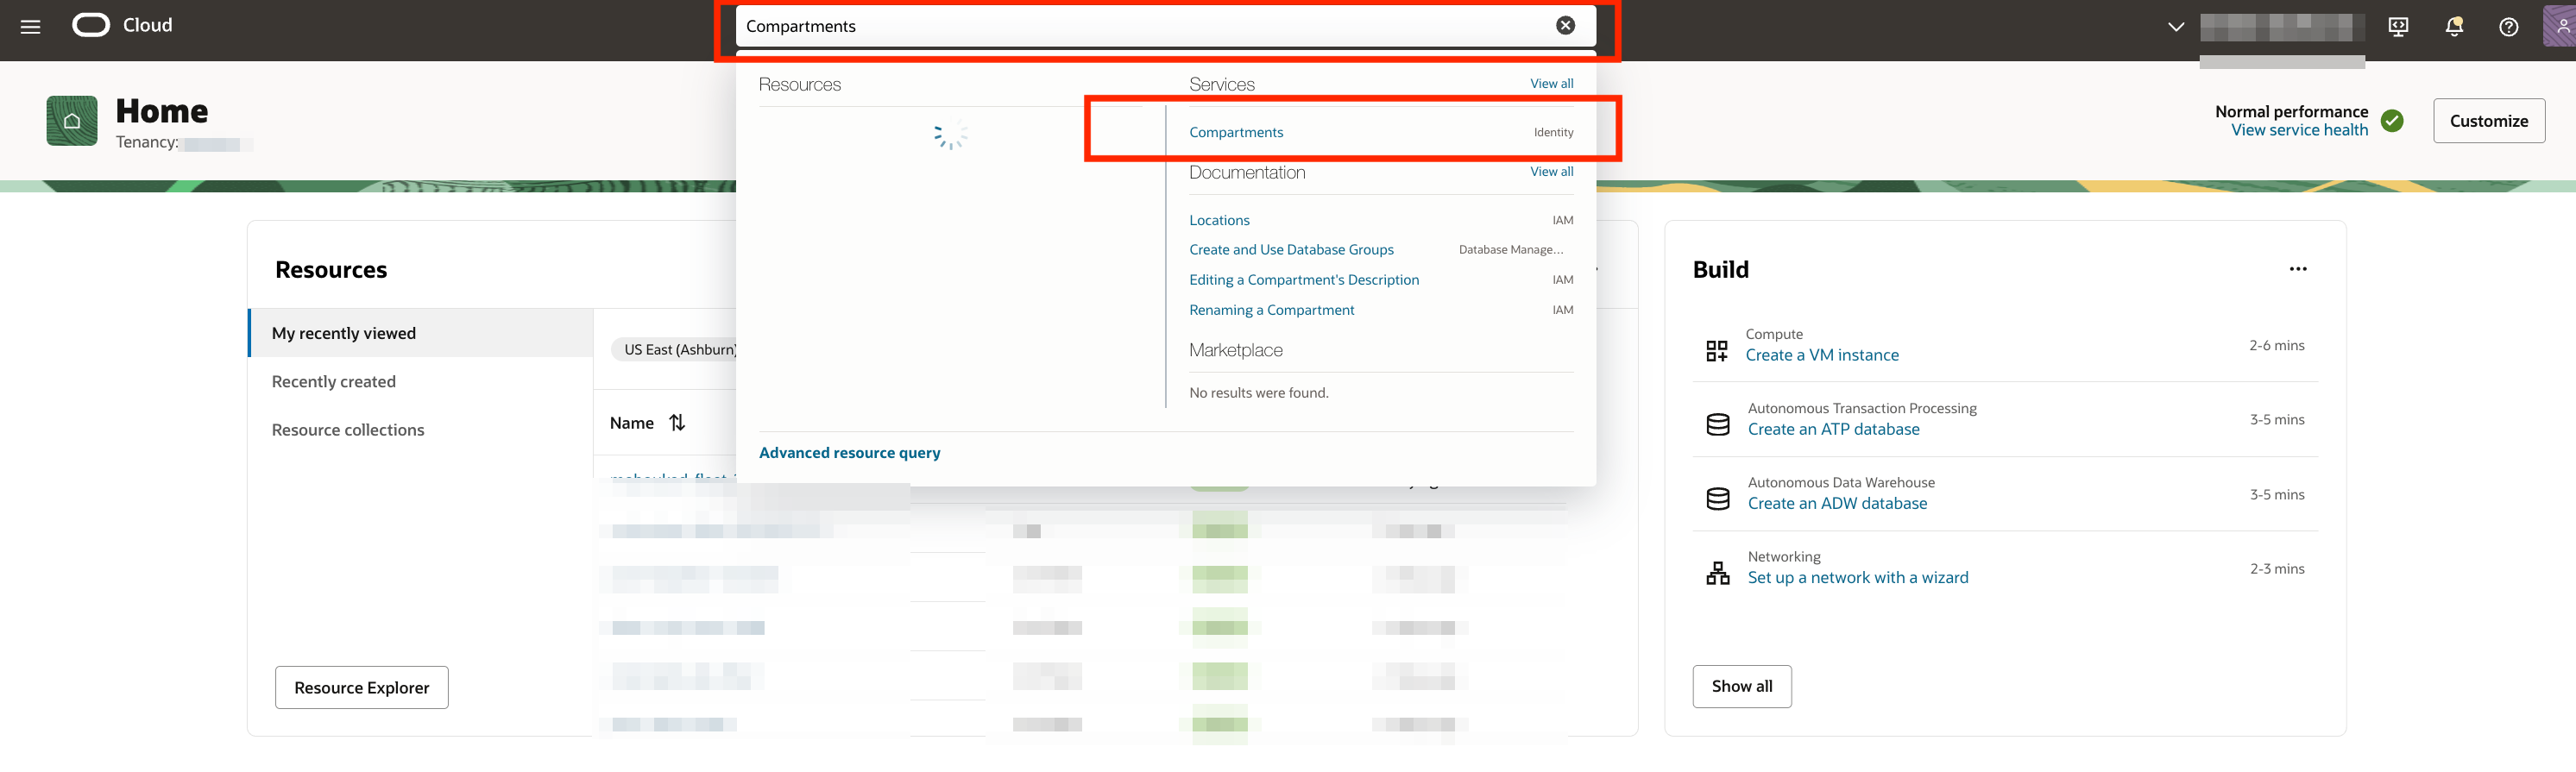 Cloud
Compartments
Home
Tenancy:
Normal performance
View service health
Customize
Resources
Services
View all
Compartments
Identity
Documentation
View all
Locations
IAM
Create and Use Database Groups
Database Manage...
Editing a Compartment's Description
IAM
Renaming a Compartment
IAM
Marketplace
No results were found.
Advanced resource query
Resources
My recently viewed
Recently created
Resource collections
Resource Explorer
US East (Ashburn)
Name
Build
Compute
Create a VM instance
2-6 mins
Autonomous Transaction Processing
Create an ATP database
3-5 mins
Autonomous Data Warehouse
Create an ADW database
3-5 mins
Networking
Set up a network with a wizard
2-3 mins
Show all